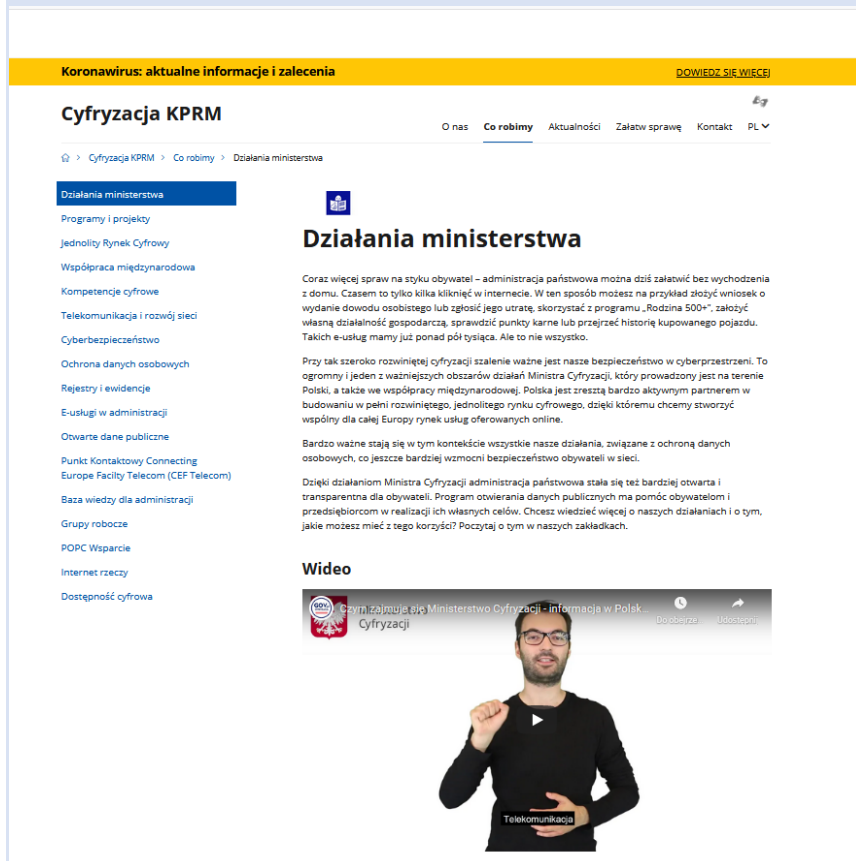 Koronawirus: aktualne informacje i zalecenia
DOWIEDZ SIĘ WIĘCEJ
Cyfryzacja KPRM
O nas Co robimy Aktualności Załatw sprawę Kontakt PL
Cyfryzacja KPRM > Co robimy > Działania ministerstwa
Działania ministerstwa
Programy i projekty
Jednolity Rynek Cyfrowy
Współpraca międzynarodowa
Kompetencje cyfrowe
Telekomunikacja i rozwój sieci
Cyberbezpieczeństwo
Ochrona danych osobowych
Rejestry i ewidencje
E-usługi w administracji
Otwarte dane publiczne
Punkt Kontaktowy Connecting
Europe Facilty Telecom (CEF Telecom)
Baza wiedzy dla administracji
Grupy robocze
POPC Wsparcie
Internet rzeczy
Dostępność cyfrowa
Działania ministerstwa
Coraz więcej spraw na styku obywatel – administracja państwowa można dziś załatwić bez wychodzenia
z domu. Czasem to tylko kilka kliknięć w internecie. W ten sposób możesz na przykład złożyć wniosek o
wydanie dowodu osobistego lub zgłosić jego utratę, skorzystać z programu „Rodzina 500+", założyć
własną działalność gospodarczą, sprawdzić punkty karne lub przejrzeć historię kupowanego pojazdu.
Takich e-usług mamy już ponad pół tysiąca. Ale to nie wszystko.
Przy tak szeroko rozwiniętej cyfryzacji szalenie ważne jest nasze bezpieczeństwo w cyberprzestrzeni. To
ogromny i jeden z ważniejszych obszarów działań Ministra Cyfryzacji, który prowadzony jest na terenie
Polski, a także we współpracy międzynarodowej. Polska jest zresztą bardzo aktywnym partnerem w
budowaniu w pełni rozwiniętego, jednolitego rynku cyfrowego, dzięki któremu chcemy stworzyć
wspólny dla całej Europy rynek usług oferowanych online.
Bardzo ważne stają się w tym kontekście wszystkie nasze działania, związane z ochroną danych
osobowych, co jeszcze bardziej wzmocni bezpieczeństwo obywateli w sieci.
Dzięki działaniom Ministra Cyfryzacji administracja państwowa stała się też bardziej otwarta i
transparentna dla obywateli. Program otwierania danych publicznych ma pomóc obywatelom i
przedsiębiorcom w realizacji ich własnych celów. Chcesz wiedzieć więcej o naszych działaniach i o tym,
jakie możesz mieć z tego korzyści? Poczytaj o tym w naszych zakładkach.
Wideo
Czym zajmuje się Ministerstwo Cyfryzacji - informacja w Polsk...
Do obejrze... Udostępnij
Cyfryzacji
Telekomunikacja